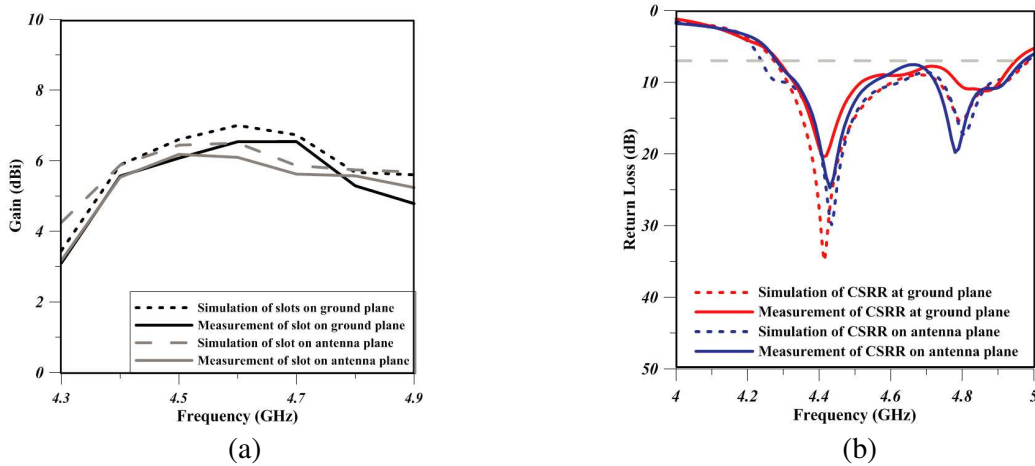 10
8
6
4
2
0
Gain (dBi)
Simulation of slots on ground plane
Measurement of slot on ground plane
Simulation of slot on antenna plane
Measurement of slot on antenna plane
4.3 4.5 4.7 4.9
Frequency (GHz)
(a)
0
10
20
30
40
50
Return Loss (dB)
Simulation of CSRR at ground plane
Measurement of CSRR at ground plane
Simulation of CSRR on antenna plane
Measurement of CSRR on antenna plane
4 4.2 4.4 4.6 4.8 5
Frequency (GHz)
(b)